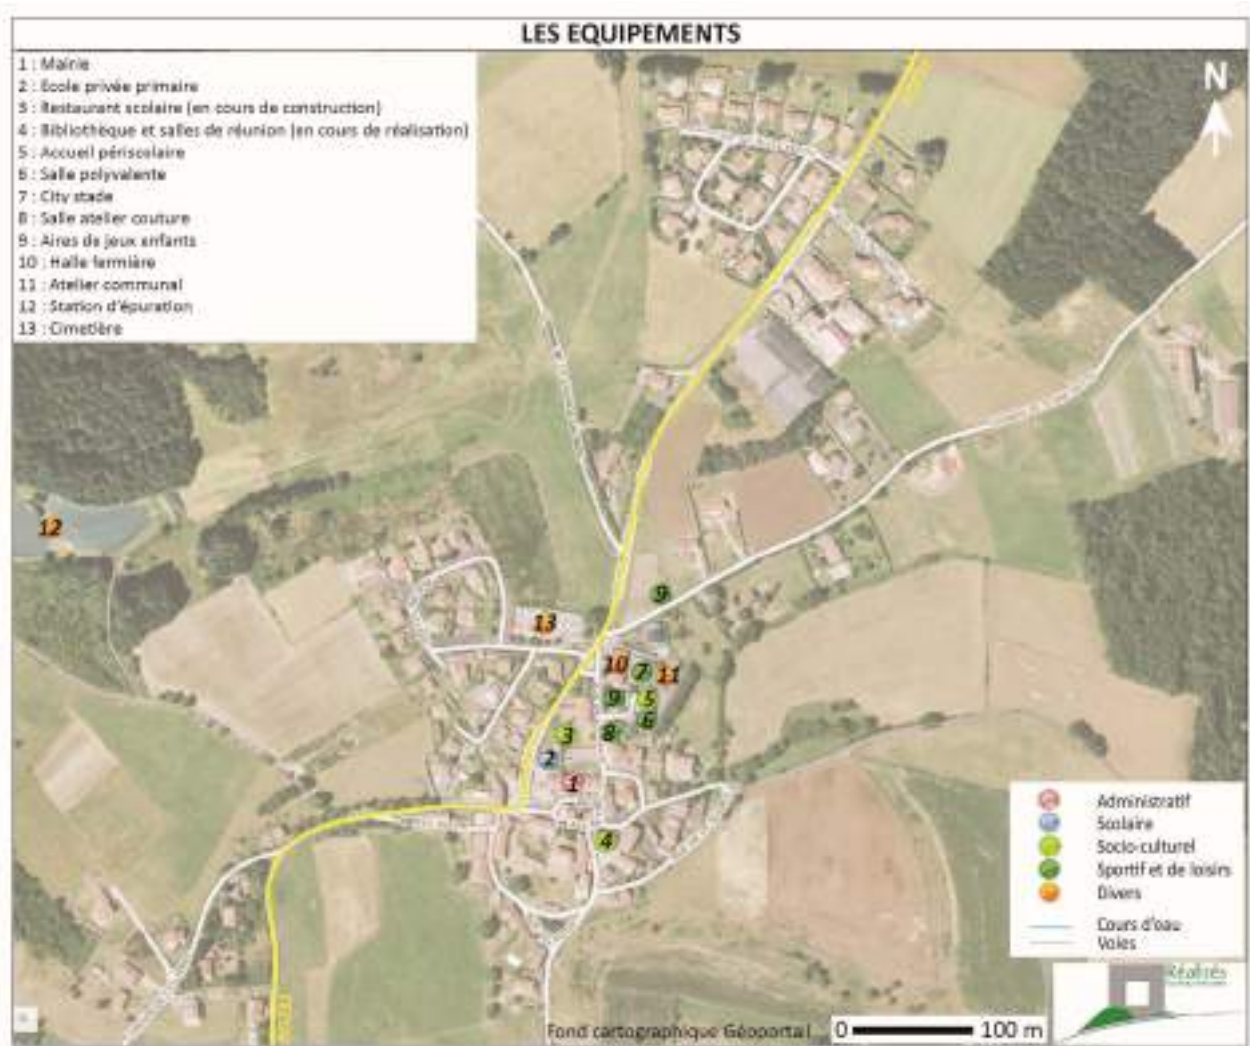 LES EQUIPEMENTS
1 : Mairie
2 : Ecole privée primaire
3 : Restaurant scolaire (en cours de construction)
4 : Bibliothèque et salles de réunion (en cours de réalisation)
5 : Accueil périscolaire
6 : Salle polyvalente
7 : City stade
8 : Salle atelier couture
9 : Aires de jeux enfants
10 : Halle fermière
11 : Atelier communal
12 : Station d'épuration
13 : Cimetière
N
12
9
13
10
7
11
9
5
6
8
3
2
1
4
Administratif
Scolaire
Socio-culturel
Sportif et de loisirs
Divers
Cours d'eau
Voies
Réalités
Fond cartographique Géoportail
0 100 m